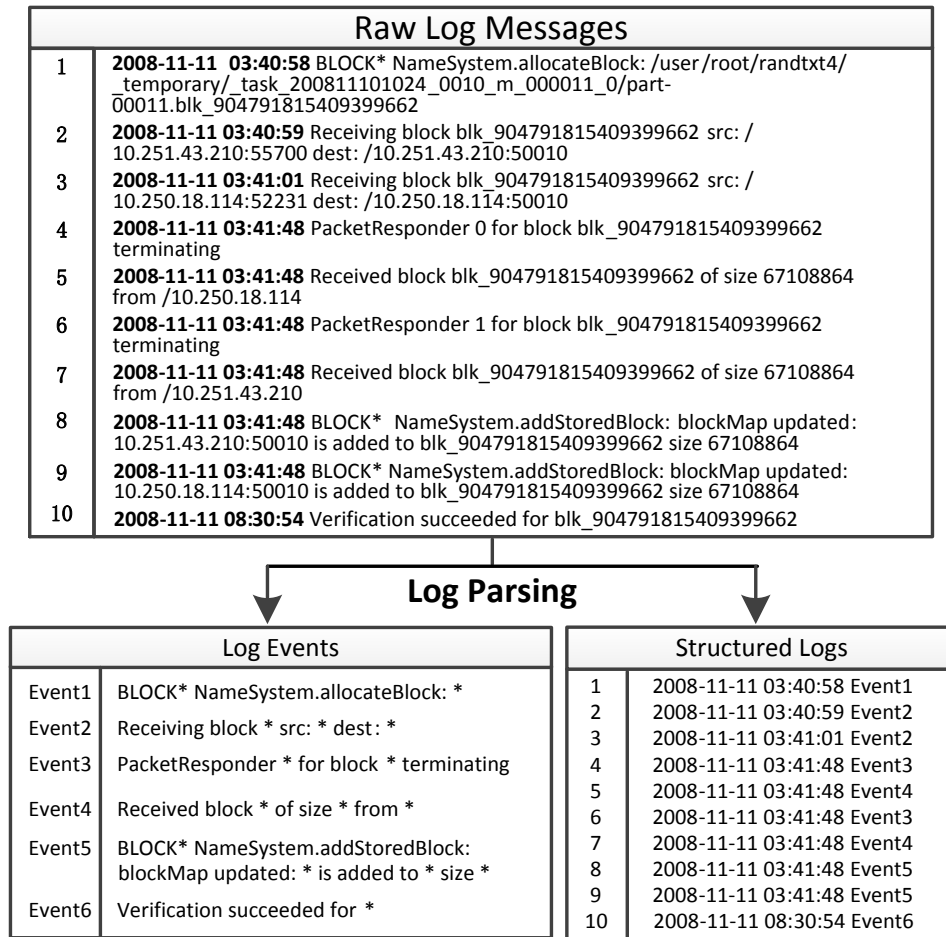 Raw Log Messages
1 2008-11-11 03:40:58 BLOCK* NameSystem.allocateBlock: /user/root/randtxt4/
_temporary/_task_200811101024_0010_m_000011_0/part-
00011.blk_904791815409399662
2 2008-11-11 03:40:59 Receiving block blk_904791815409399662 src: /
10.251.43.210:55700 dest: /10.251.43.210:50010
3 2008-11-11 03:41:01 Receiving block blk_904791815409399662 src: /
10.250.18.114:52231 dest: /10.250.18.114:50010
4 2008-11-11 03:41:48 PacketResponder 0 for block blk_904791815409399662
terminating
5 2008-11-11 03:41:48 Received block blk_904791815409399662 of size 67108864
from /10.250.18.114
6 2008-11-11 03:41:48 PacketResponder 1 for block blk_904791815409399662
terminating
7 2008-11-11 03:41:48 Received block blk_904791815409399662 of size 67108864
from /10.251.43.210
8 2008-11-11 03:41:48 BLOCK* NameSystem.addStoredBlock: blockMap updated:
10.251.43.210:50010 is added to blk_904791815409399662 size 67108864
9 2008-11-11 03:41:48 BLOCK* NameSystem.addStoredBlock: blockMap updated:
10.250.18.114:50010 is added to blk_904791815409399662 size 67108864
10 2008-11-11 08:30:54 Verification succeeded for blk_904791815409399662
Log Parsing
Log Events
Event1 BLOCK* NameSystem.allocateBlock: *
Event2 Receiving block * src: * dest: *
Event3 PacketResponder * for block * terminating
Event4 Received block * of size * from *
Event5 BLOCK* NameSystem.addStoredBlock:
blockMap updated: * is added to * size *
Event6 Verification succeeded for *
Structured Logs
1 2008-11-11 03:40:58 Event1
2 2008-11-11 03:40:59 Event2
3 2008-11-11 03:41:01 Event2
4 2008-11-11 03:41:48 Event3
5 2008-11-11 03:41:48 Event4
6 2008-11-11 03:41:48 Event3
7 2008-11-11 03:41:48 Event4
8 2008-11-11 03:41:48 Event5
9 2008-11-11 03:41:48 Event5
10 2008-11-11 08:30:54 Event6